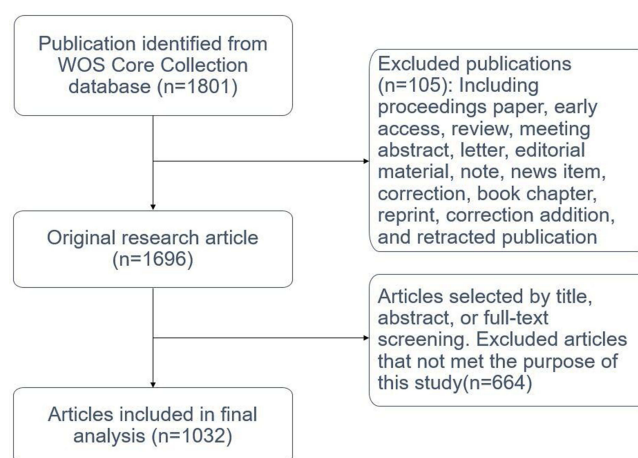 Publication identified from
WOS Core Collection
database (n=1801)
Excluded publications
(n=105): Including
proceedings paper, early
access, review, meeting
abstract, letter, editorial
material, note, news item,
correction, book chapter,
reprint, correction addition,
and retracted publication
Original research article
(n=1696)
Articles selected by title,
abstract, or full-text
screening. Excluded articles
that not met the purpose of
this study(n=664)
Articles included in final
analysis (n=1032)